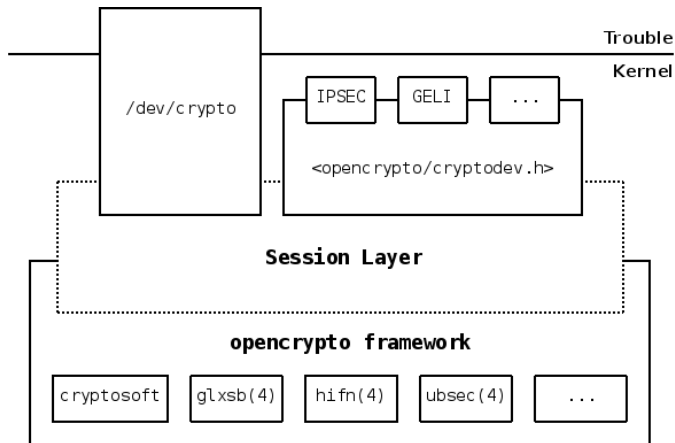 Trouble
Kernel
/dev/crypto
IPSEC GELI ...
<opencrypto/cryptodev.h>
Session Layer
opencrypto framework
cryptosoft glxsb(4) hifn(4) ubsec(4) ...